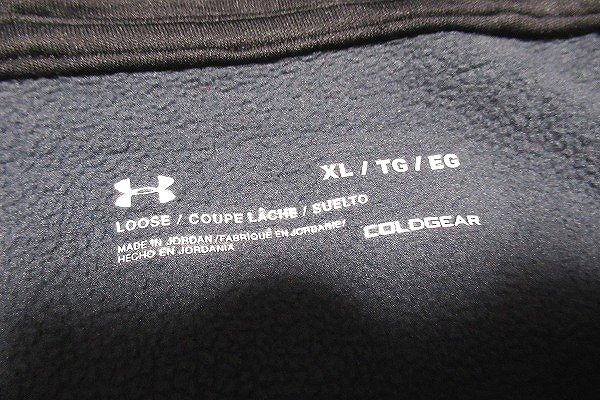 XL / TG / EG
LOOSE / COUPE LÂCHE / SUELTO
MADE IN JORDAN / FABRIQUÉ EN JORDANIE /
HECHO EN JORDANIA
COLDGEAR